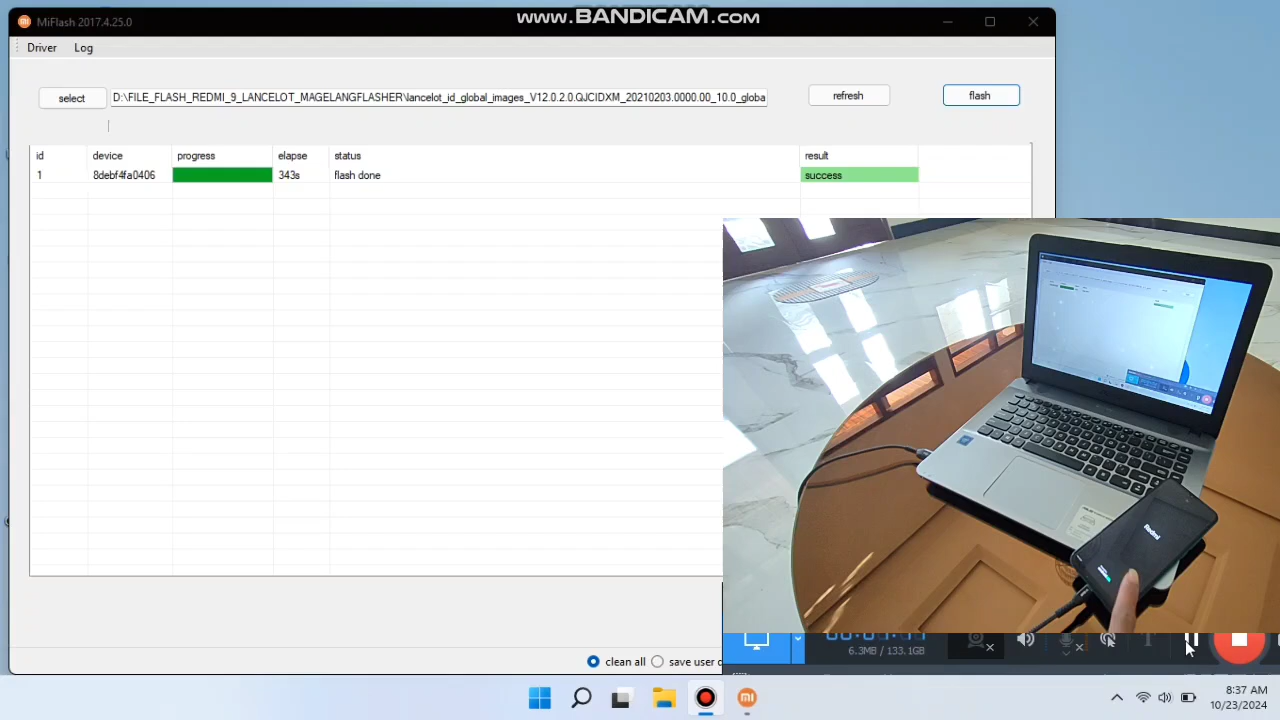 MiFlash 2017.4.25.0
www.BANDICAM.com
Driver Log
select D:\FILE_FLASH_REDMI_9_LANCELOT_MAGELANGFLASHER\lancelot_id_global_images_V12.0.2.0.QJCIDXM_20210203.0000.00_10.0_globa refresh flash
id device progress elapse status result
1 8debf4fa0406 343s flash done success
Redmi
6.3MB / 133.1GB
clean all save user
8:37 AM
10/23/2024